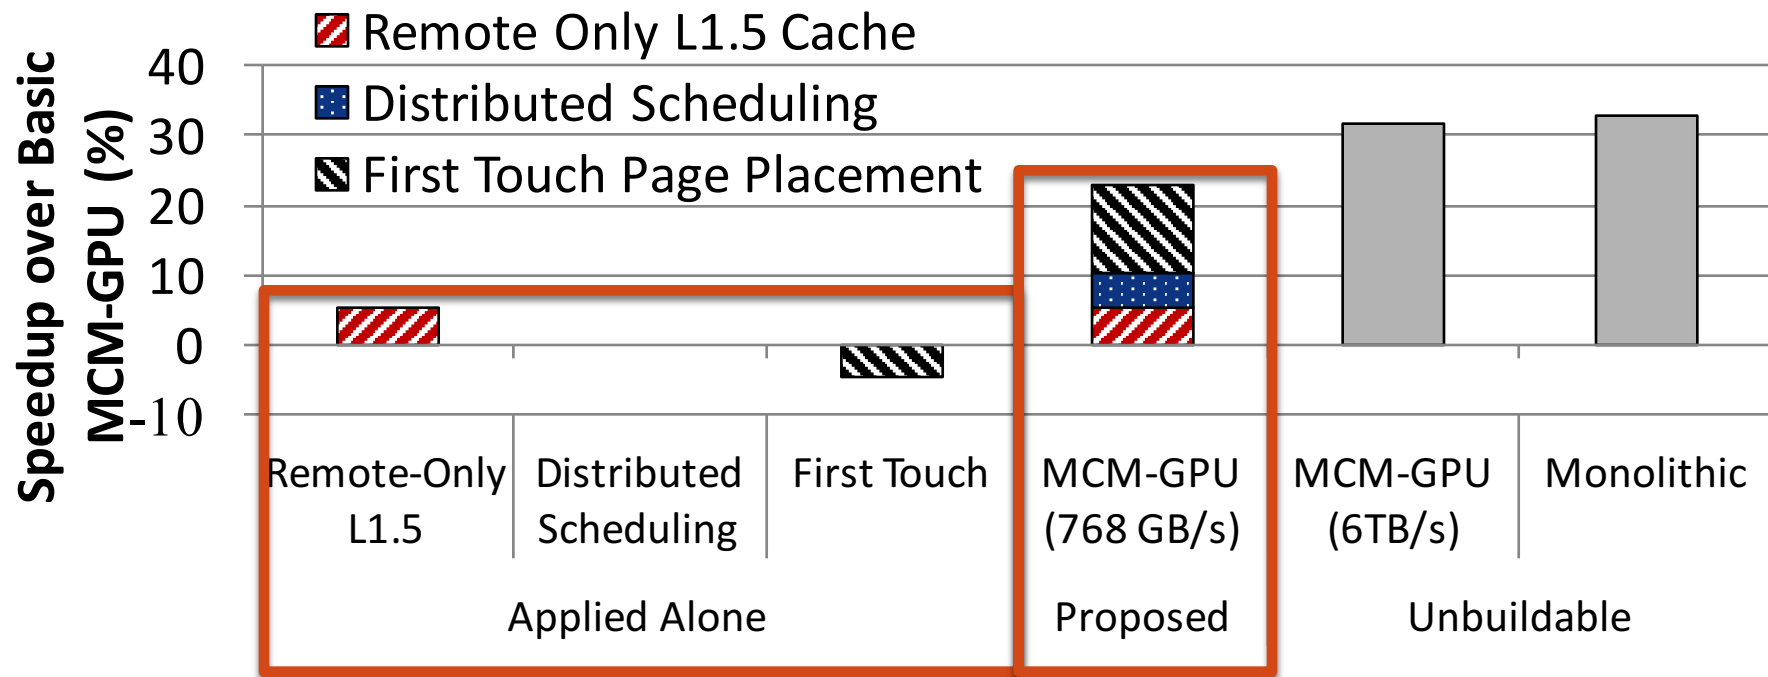 Speedup over Basic
MCM-GPU (%)
Remote Only L1.5 Cache
Distributed Scheduling
First Touch Page Placement
40
30
20
10
0
-10
Remote-Only
L1.5
Distributed
Scheduling
First Touch
MCM-GPU
(768 GB/s)
MCM-GPU
(6TB/s)
Monolithic
Applied Alone
Proposed
Unbuildable